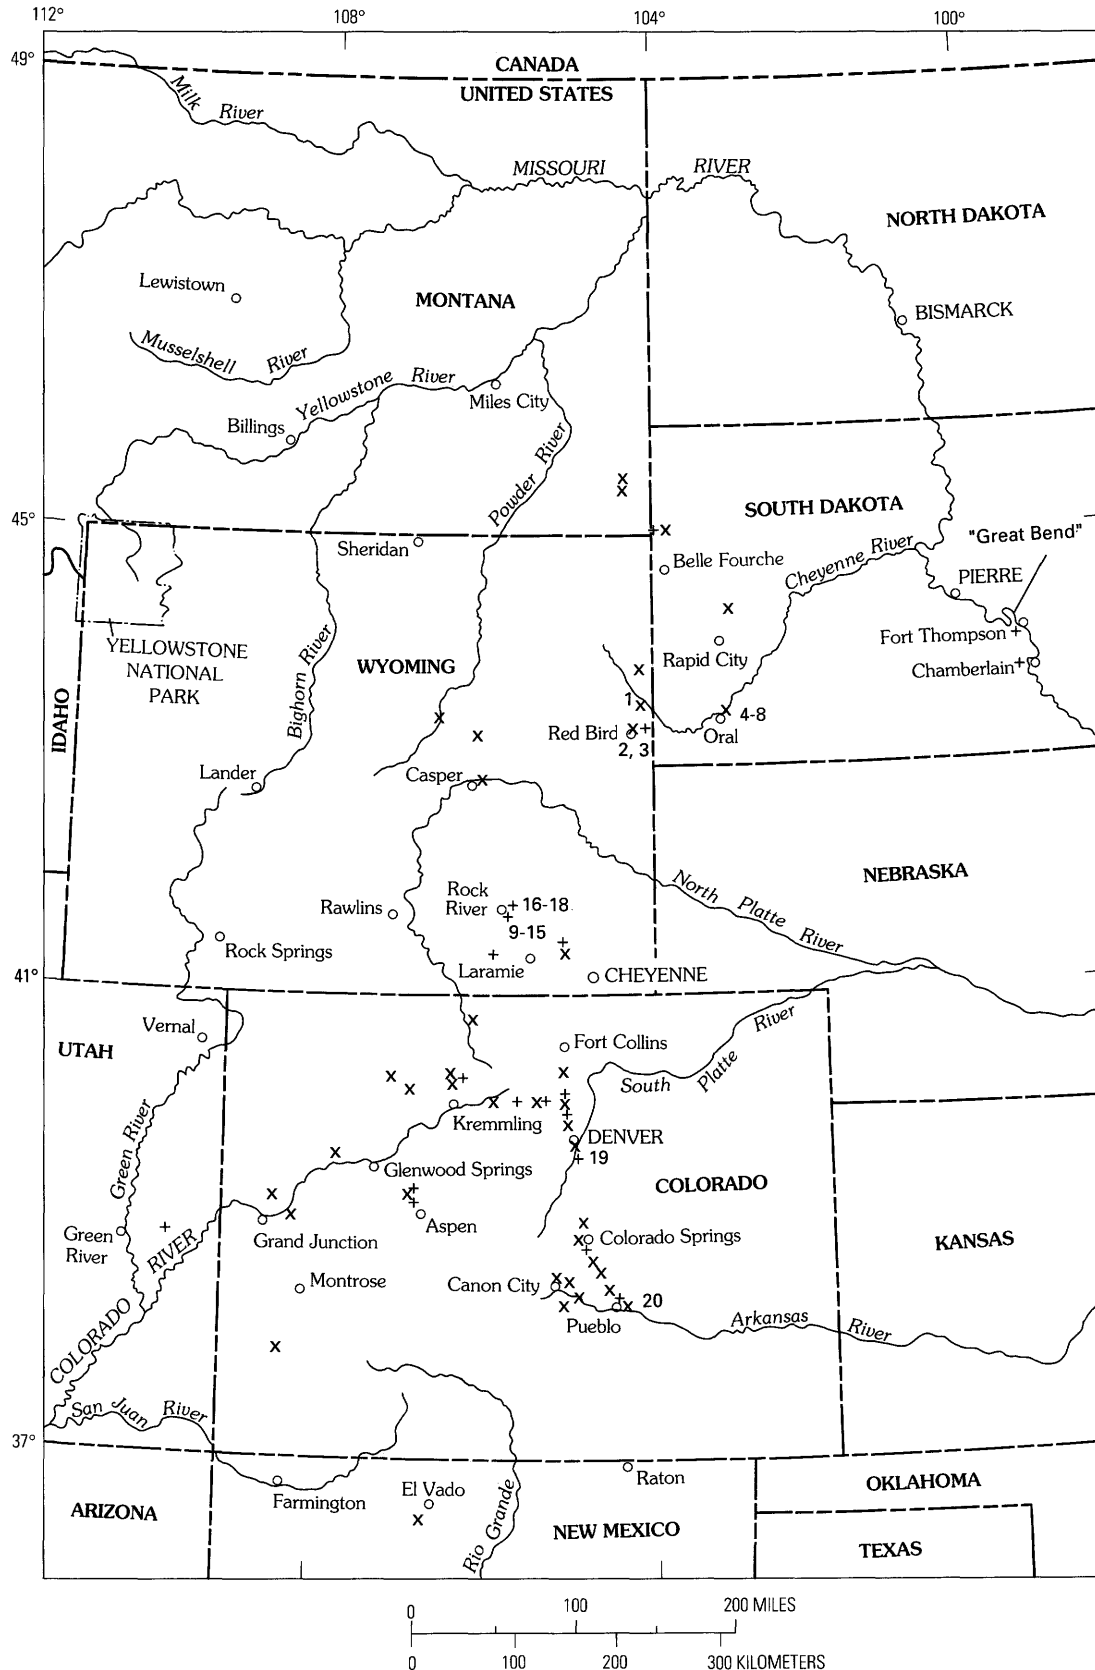 112° 108° 104° 100°
49°
CANADA
UNITED STATES
Milk River
MISSOURI RIVER
NORTH DAKOTA
Lewistown
MONTANA
BISMARCK
Musselshell River
Yellowstone River
Miles City
Billings
Powder River
SOUTH DAKOTA
45°
"Great Bend"
Sheridan
Belle Fourche
Cheyenne River
PIERRE
YELLOWSTONE
NATIONAL
PARK
Fort Thompson
Bighorn River
WYOMING
Rapid City
Chamberlain
IDAHO
1
4-8
Red Bird
Oral
2, 3
Lander
Casper
NEBRASKA
North Platte River
Rock
River
16-18
Rawlins
9-15
Rock Springs
Laramie
CHEYENNE
41°
Vernal
UTAH
Fort Collins
South Platte River
Green River
Kremmling
DENVER
19
Glenwood Springs
COLORADO
Aspen
Green
River
COLORADO RIVER
Grand Junction
Colorado Springs
KANSAS
Montrose
Canon City
20
Pueblo
Arkansas River
San Juan River
37°
Raton
OKLAHOMA
ARIZONA
Farmington
El Vado
Rio Grande
NEW MEXICO
TEXAS
0 100 200 MILES
0 100 200 300 KILOMETERS